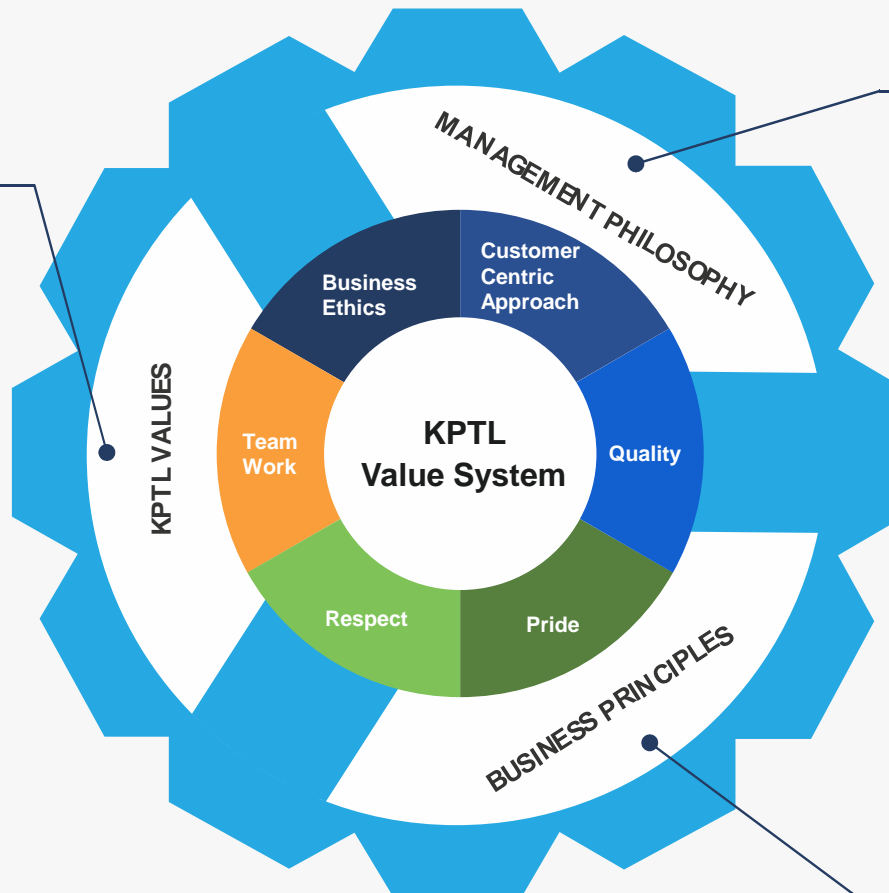 MANAGEMENT PHILOSOPHY
Customer
Centric
Approach
Business
Ethics
KPTL VALUES
Team
Work
KPTL
Value System
Quality
Respect
Pride
BUSINESS PRINCIPLES